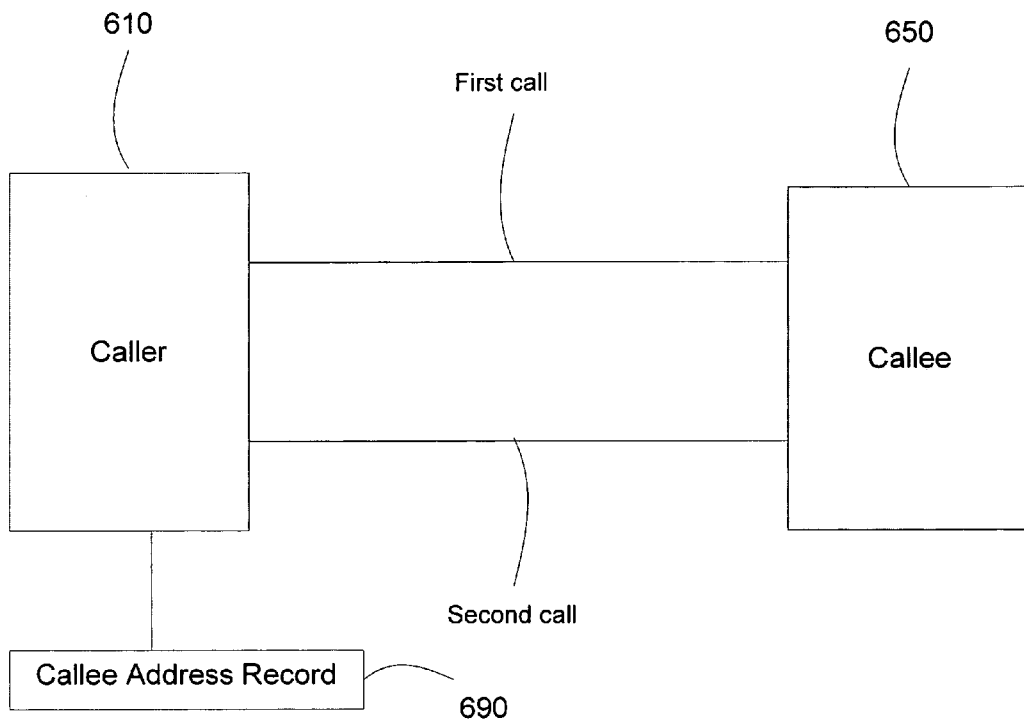 610
650
First call
Caller
Callee
Second call
Callee Address Record
690